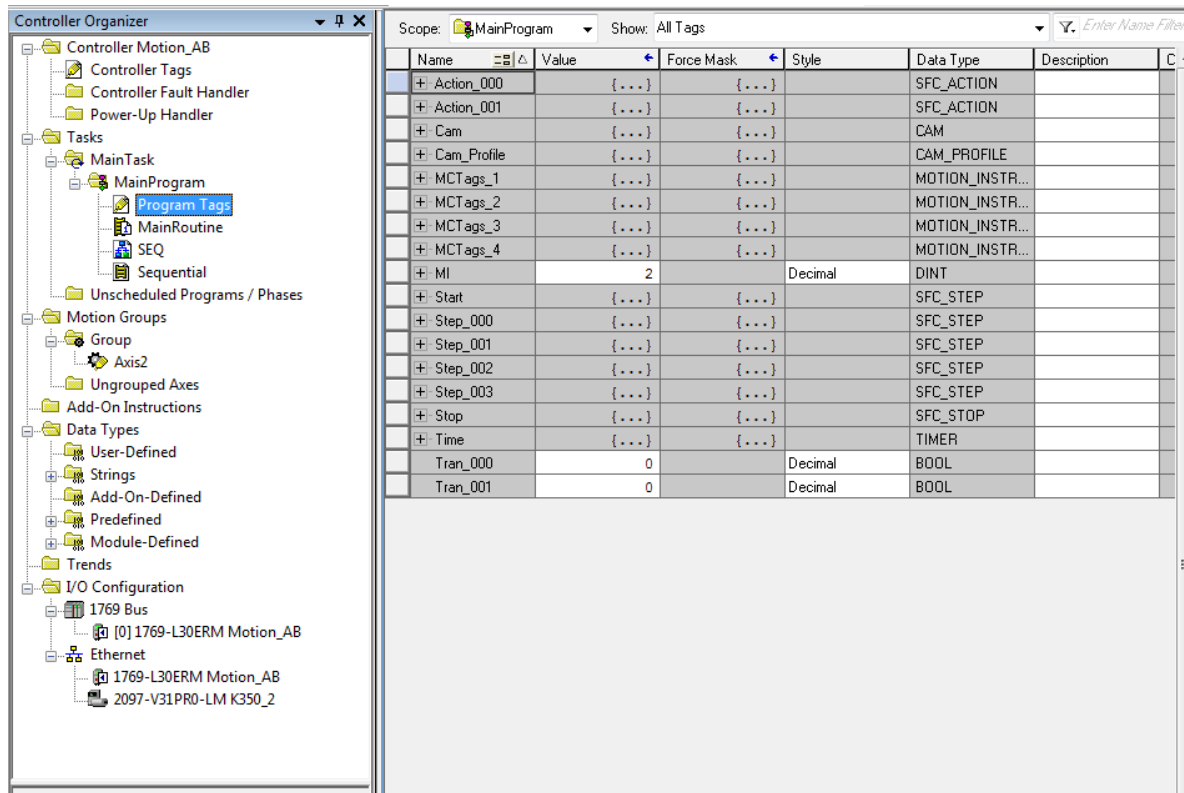 Controller Organizer
Controller Motion_AB
Controller Tags
Controller Fault Handler
Power-Up Handler
Tasks
MainTask
MainProgram
Program Tags
MainRoutine
SEQ
Sequential
Unscheduled Programs / Phases
Motion Groups
Group
Axis2
Ungrouped Axes
Add-On Instructions
Data Types
User-Defined
Strings
Add-On-Defined
Predefined
Module-Defined
Trends
I/O Configuration
1769 Bus
[0] 1769-L30ERM Motion_AB
Ethernet
1769-L30ERM Motion_AB
2097-V31PR0-LM K350_2
Scope: MainProgram Show: All Tags Enter Name Filter
Name Value Force Mask Style Data Type Description C
Action_000 {...} {...} SFC_ACTION
Action_001 {...} {...} SFC_ACTION
Cam {...} {...} CAM
Cam_Profile {...} {...} CAM_PROFILE
MCTags_1 {...} {...} MOTION_INSTR...
MCTags_2 {...} {...} MOTION_INSTR...
MCTags_3 {...} {...} MOTION_INSTR...
MCTags_4 {...} {...} MOTION_INSTR...
MI 2 Decimal DINT
Start {...} {...} SFC_STEP
Step_000 {...} {...} SFC_STEP
Step_001 {...} {...} SFC_STEP
Step_002 {...} {...} SFC_STEP
Step_003 {...} {...} SFC_STEP
Stop {...} {...} SFC_STOP
Time {...} {...} TIMER
Tran_000 0 Decimal BOOL
Tran_001 0 Decimal BOOL